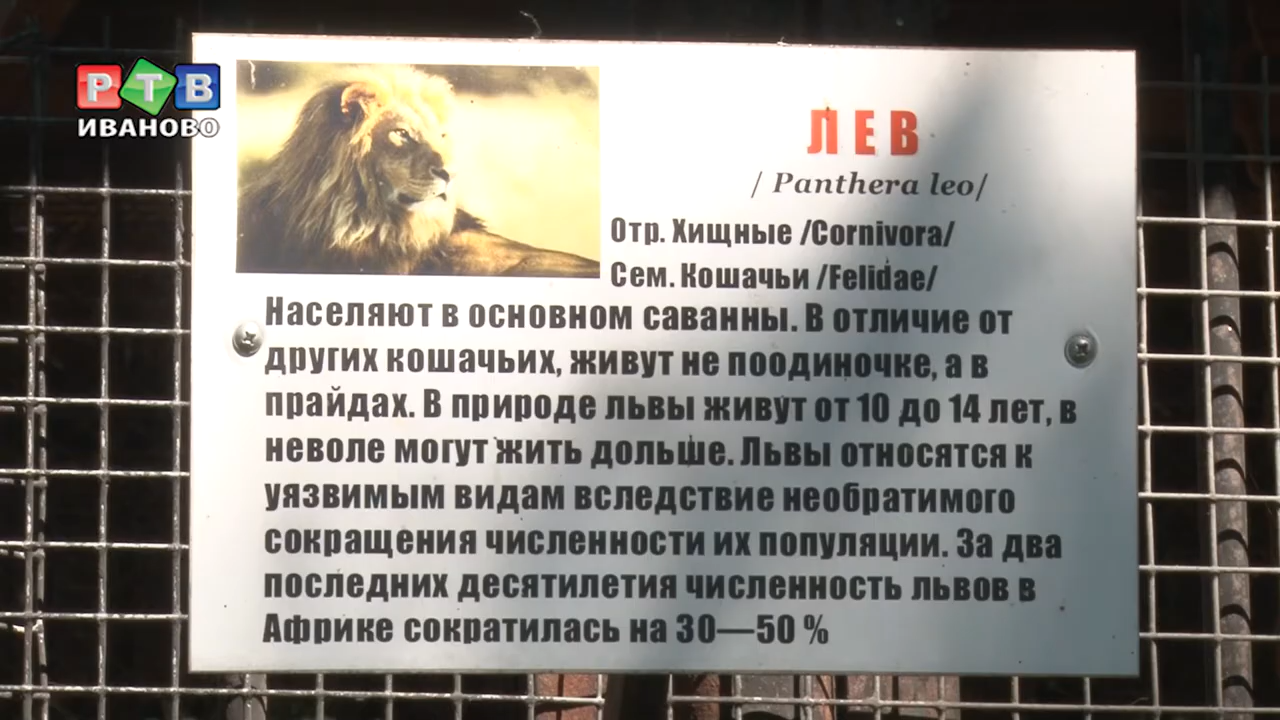 РТВ
ИВАНОВО
ЛЕВ
/ Panthera leo/
Отр. Хищные /Cornivora/
Сем. Кошачьи /Felidae/
Населяют в основном саванны. В отличие от
других кошачьих, живут не поодиночке, а в
прайдах. В природе львы живут от 10 до 14 лет, в
неволе могут жить дольше. Львы относятся к
уязвимым видам вследствие необратимого
сокращения численности их популяции. За два
последних десятилетия численность львов в
Африке сократилась на 30—50 %